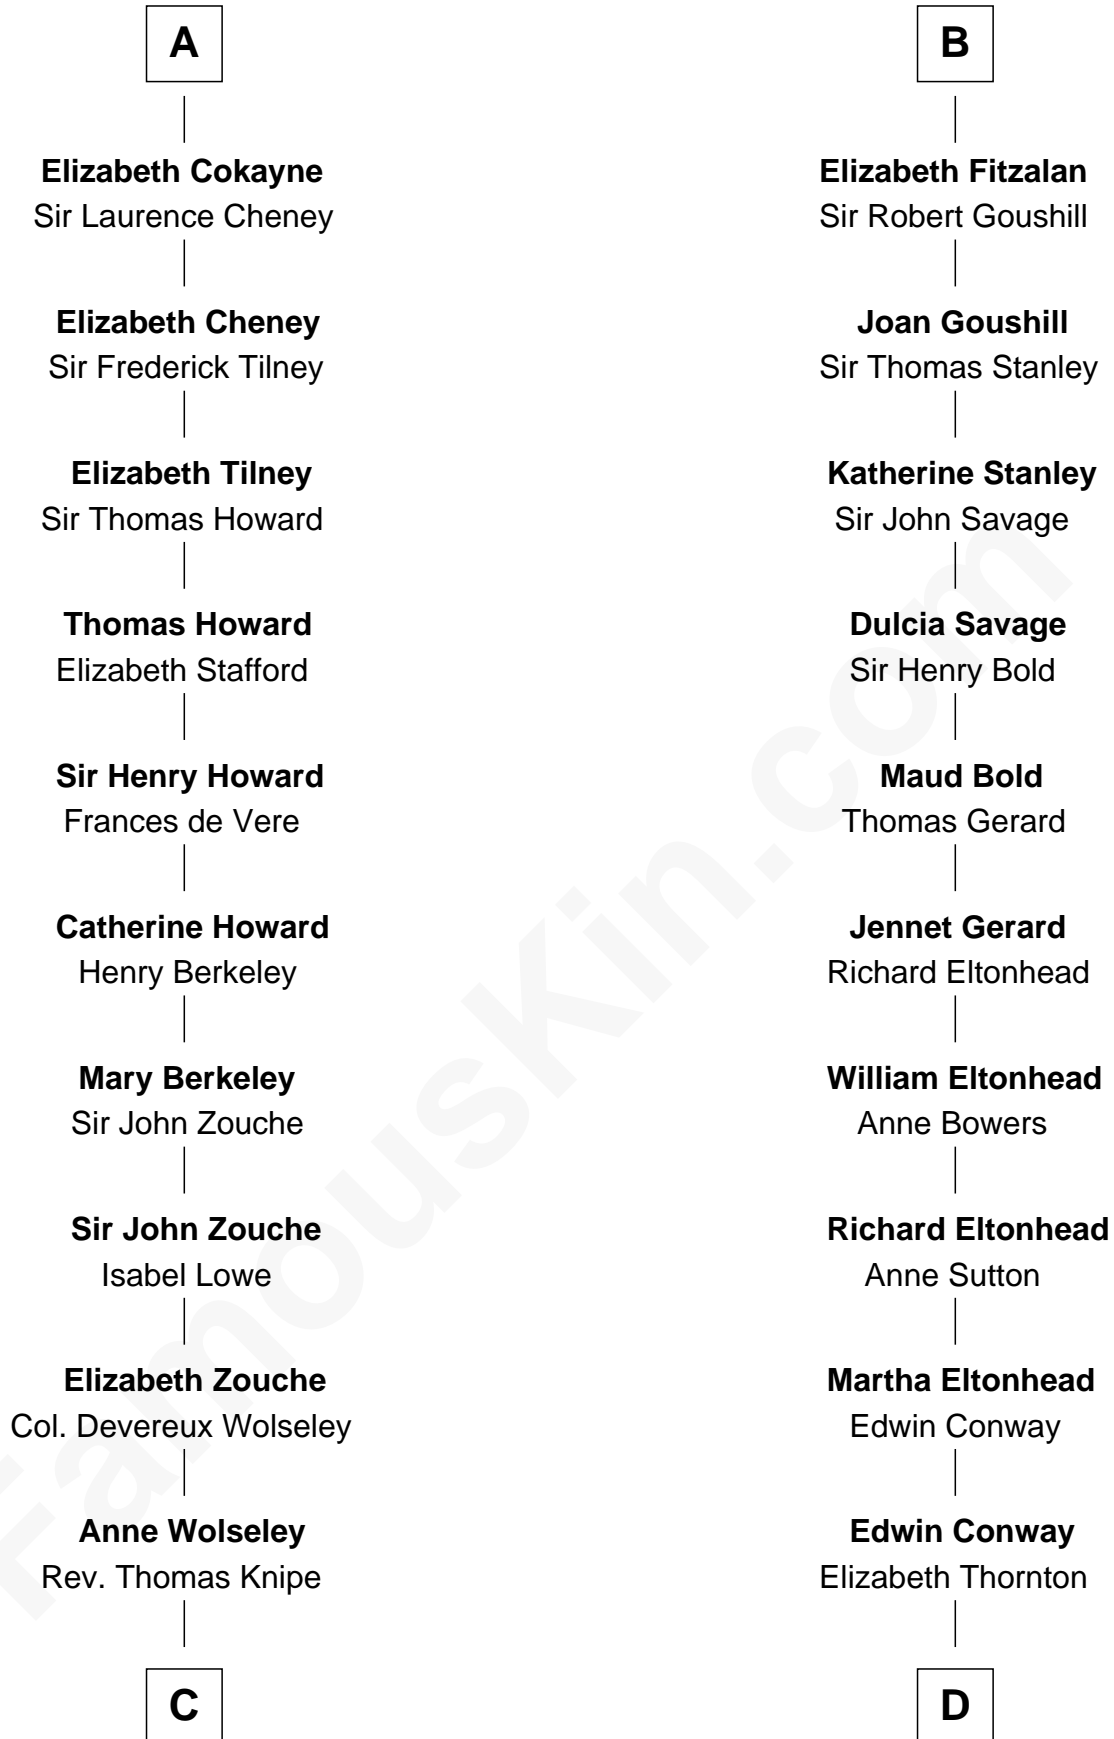 A
Elizabeth Cokayne
Sir Laurence Cheney
Elizabeth Cheney
Sir Frederick Tilney
Elizabeth Tilney
Sir Thomas Howard
Thomas Howard
Elizabeth Stafford
Sir Henry Howard
Frances de Vere
Catherine Howard
Henry Berkeley
Mary Berkeley
Sir John Zouche
Sir John Zouche
Isabel Lowe
Elizabeth Zouche
Col. Devereux Wolseley
Anne Wolseley
Rev. Thomas Knipe
C
B
Elizabeth Fitzalan
Sir Robert Goushill
Joan Goushill
Sir Thomas Stanley
Katherine Stanley
Sir John Savage
Dulcia Savage
Sir Henry Bold
Maud Bold
Thomas Gerard
Jennet Gerard
Richard Eltonhead
William Eltonhead
Anne Bowers
Richard Eltonhead
Anne Sutton
Martha Eltonhead
Edwin Conway
Edwin Conway
Elizabeth Thornton
D
FamousKin.com